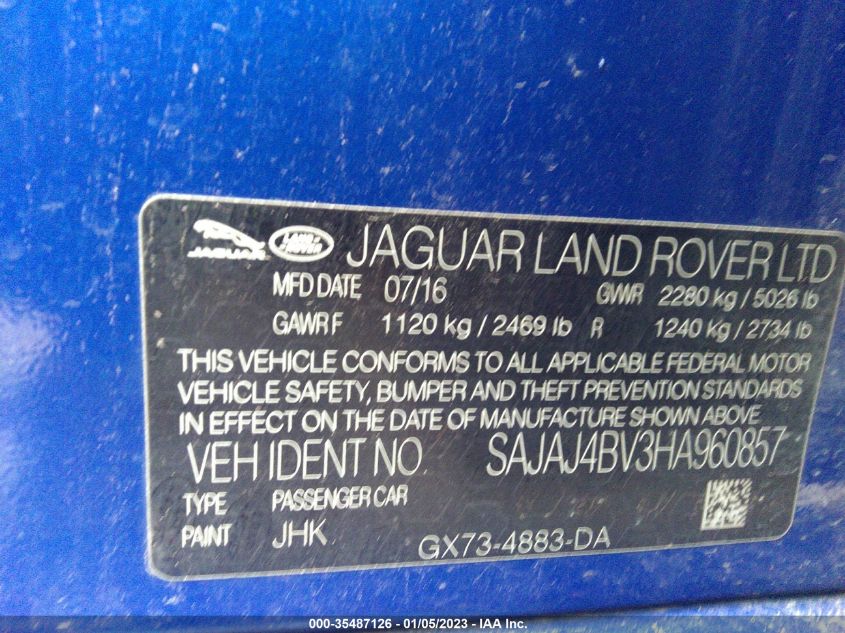 JAGUAR LAND ROVER JAGUAR LAND ROVER LTD
MFD DATE 07/16 GVWR 2280 kg / 5026 lb
GAWR F 1120 kg / 2469 lb R 1240 kg / 2734 lb
THIS VEHICLE CONFORMS TO ALL APPLICABLE FEDERAL MOTOR
VEHICLE SAFETY, BUMPER AND THEFT PREVENTION STANDARDS
IN EFFECT ON THE DATE OF MANUFACTURE SHOWN ABOVE
VEH IDENT NO. SAJAJ4BV3HA960857
TYPE PASSENGER CAR
PAINT JHK GX73-4883-DA
000-35487126 - 01/05/2023 - IAA Inc.